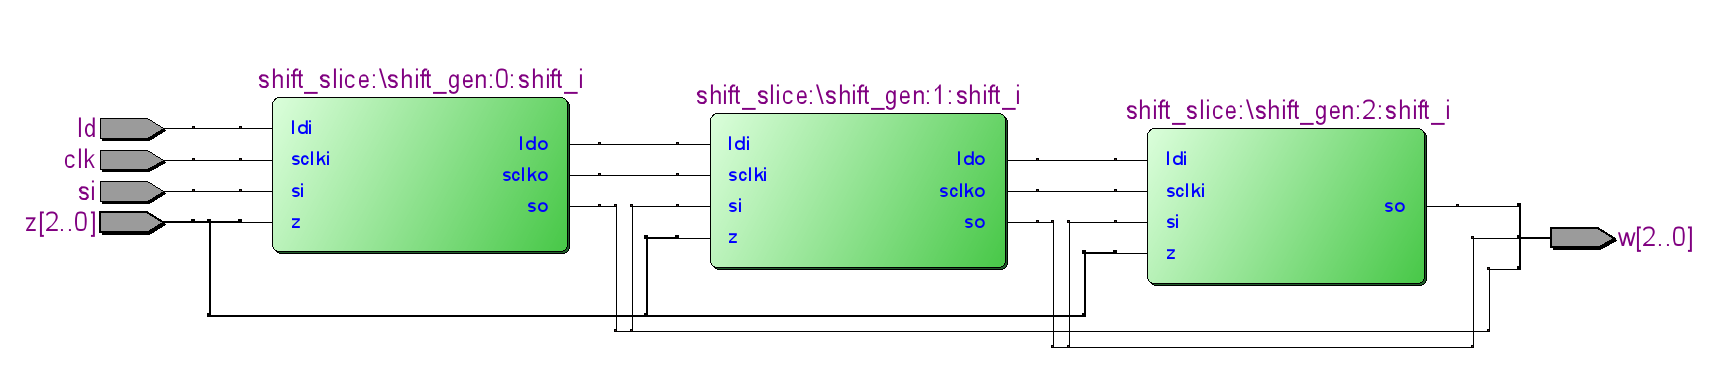 shift_slice:\shift_gen:0:shift_i
shift_slice:\shift_gen:1:shift_i
shift_slice:\shift_gen:2:shift_i
ld
clk
si
z[2..0]
ldi
sclki
si
z
ldo
sclko
so
ldi
sclki
si
z
ldo
sclko
so
ldi
sclki
si
z
so
w[2..0]